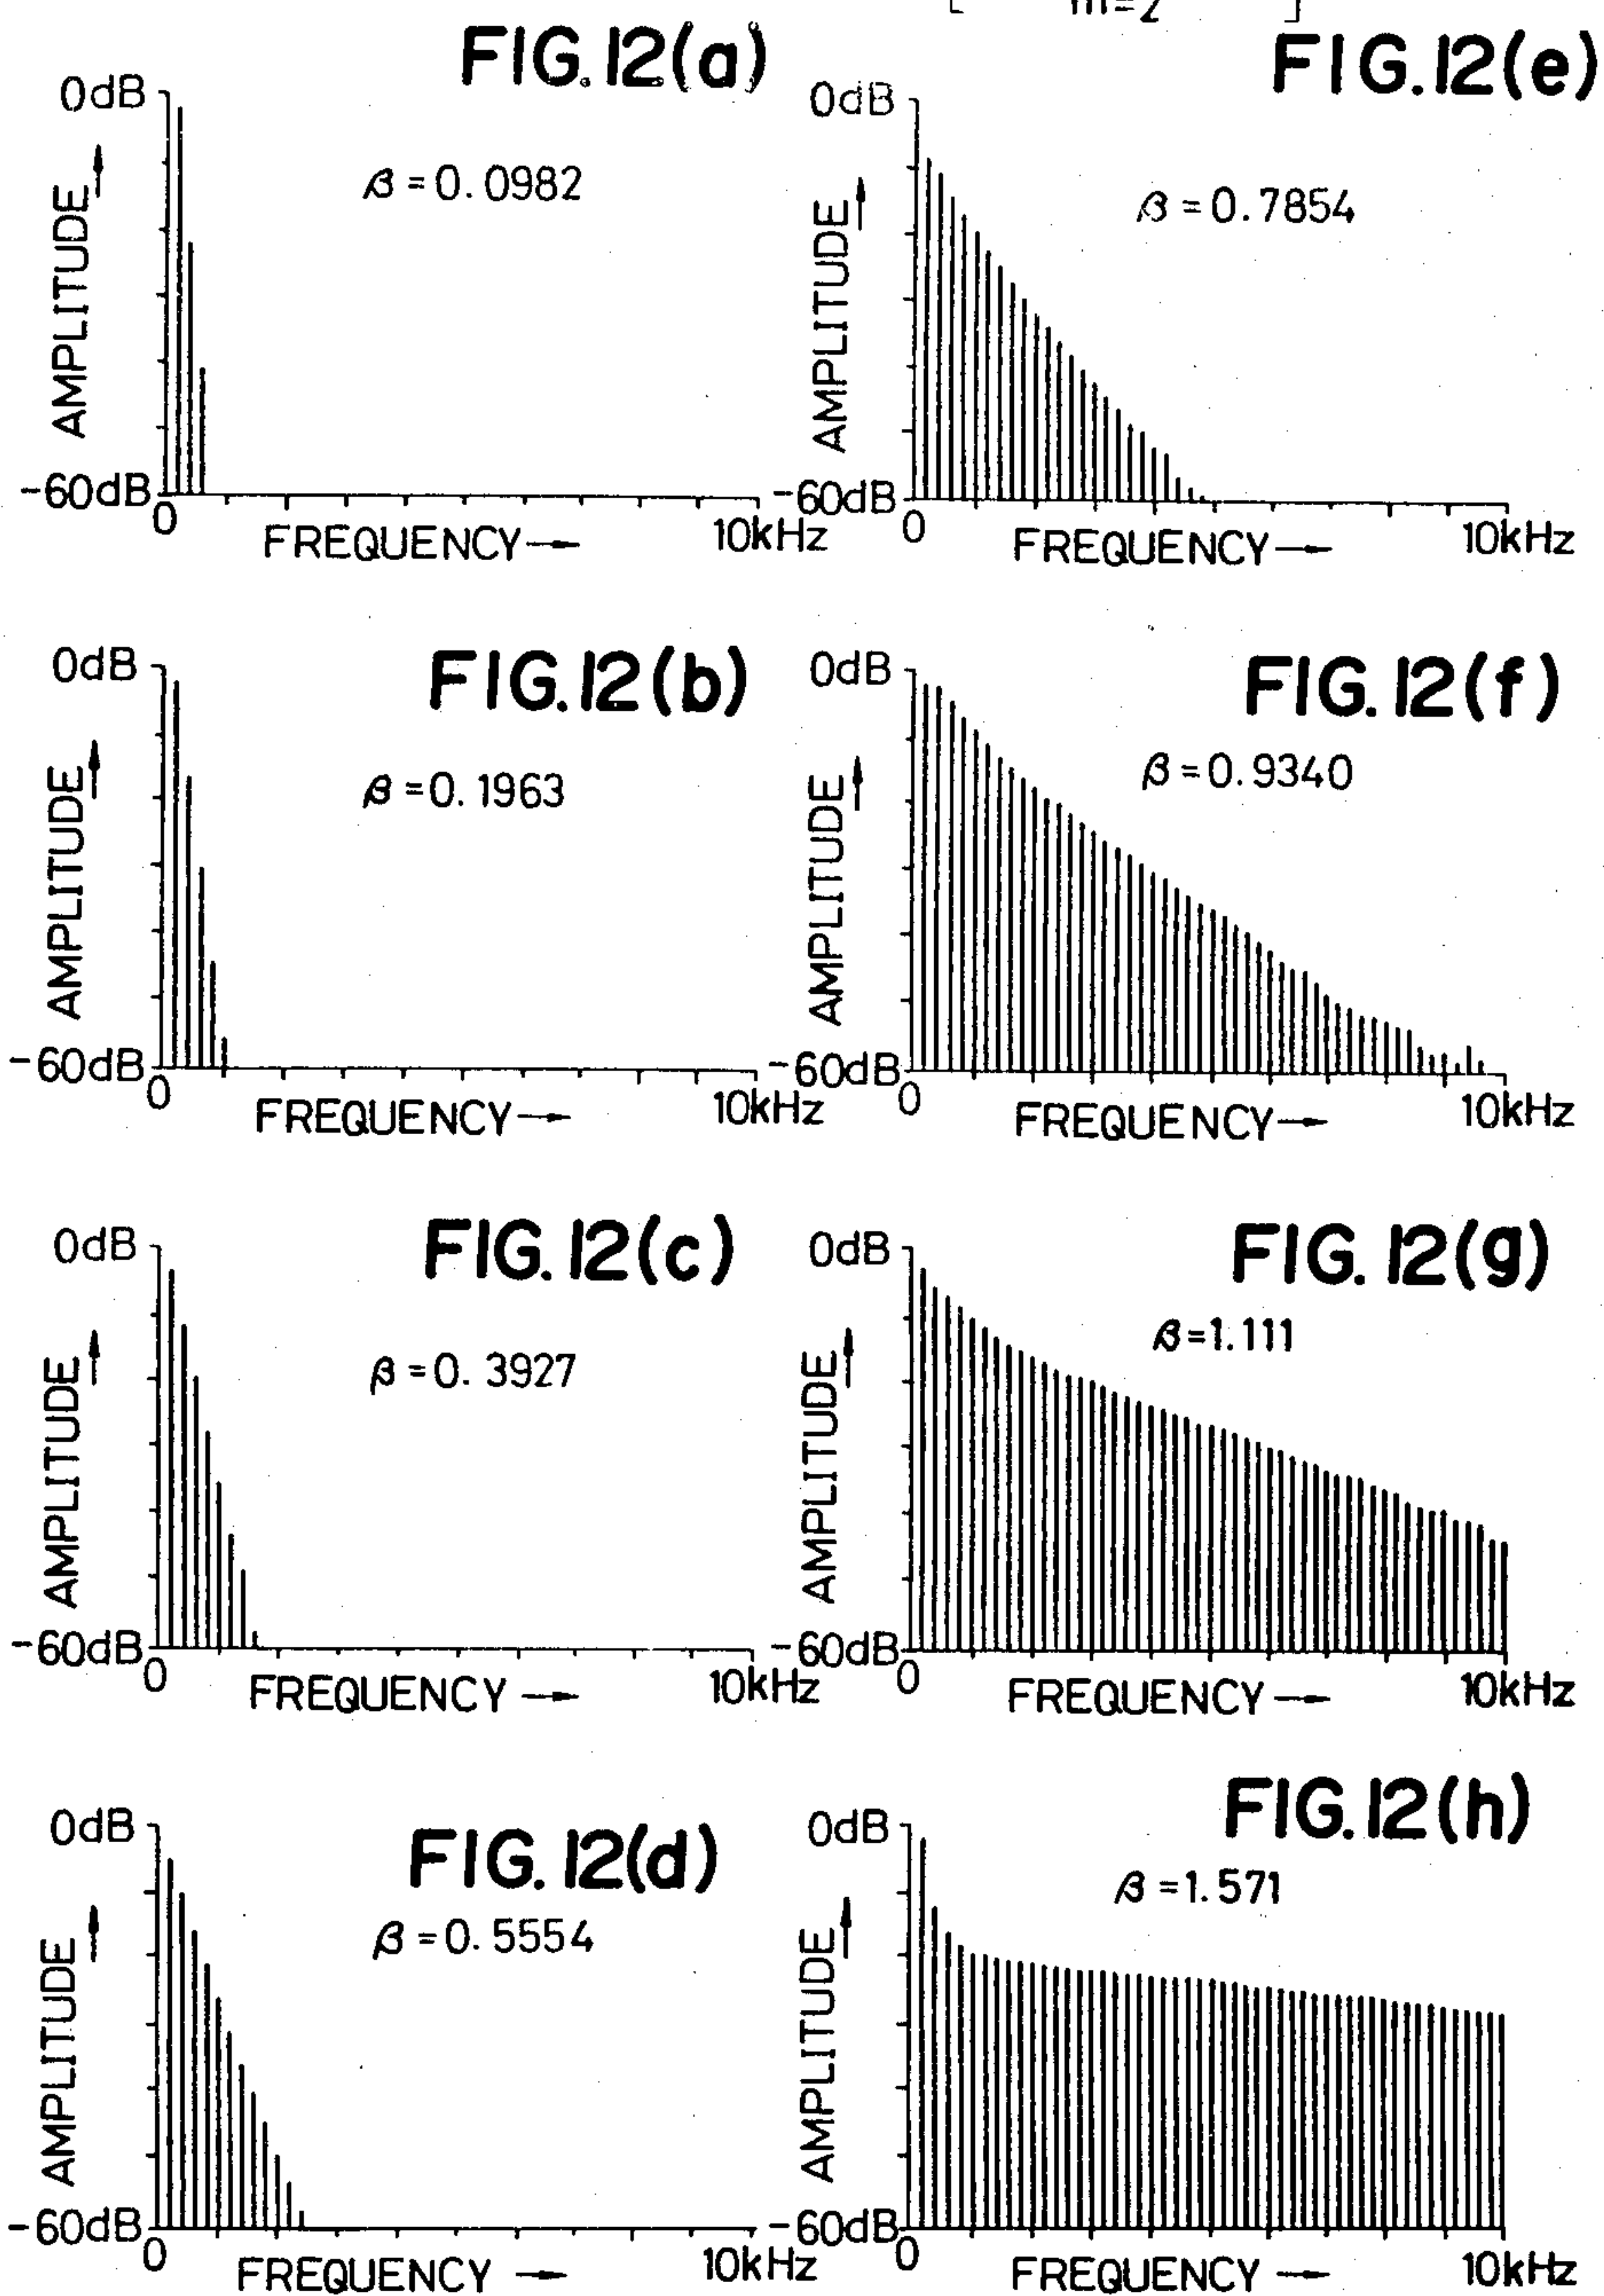 [ m=2 ]
FIG. 12(a)
0dB
AMPLITUDE
β = 0.0982
-60dB
0
FREQUENCY→
10kHz
FIG. 12(b)
0dB
AMPLITUDE
β = 0.1963
-60dB
0
FREQUENCY→
10kHz
FIG. 12(c)
0dB
AMPLITUDE
β = 0.3927
-60dB
0
FREQUENCY →
10kHz
FIG. 12(d)
0dB
AMPLITUDE
β = 0.5554
-60dB
0
FREQUENCY →
10kHz
FIG. 12(e)
0dB
AMPLITUDE
β = 0.7854
-60dB
0
FREQUENCY→
10kHz
FIG. 12(f)
0dB
AMPLITUDE
β = 0.9340
-60dB
0
FREQUENCY→
10kHz
FIG. 12(g)
0dB
AMPLITUDE
β = 1.111
-60dB
0
FREQUENCY→
10kHz
FIG. 12(h)
0dB
AMPLITUDE
β = 1.571
-60dB
0
FREQUENCY →
10kHz